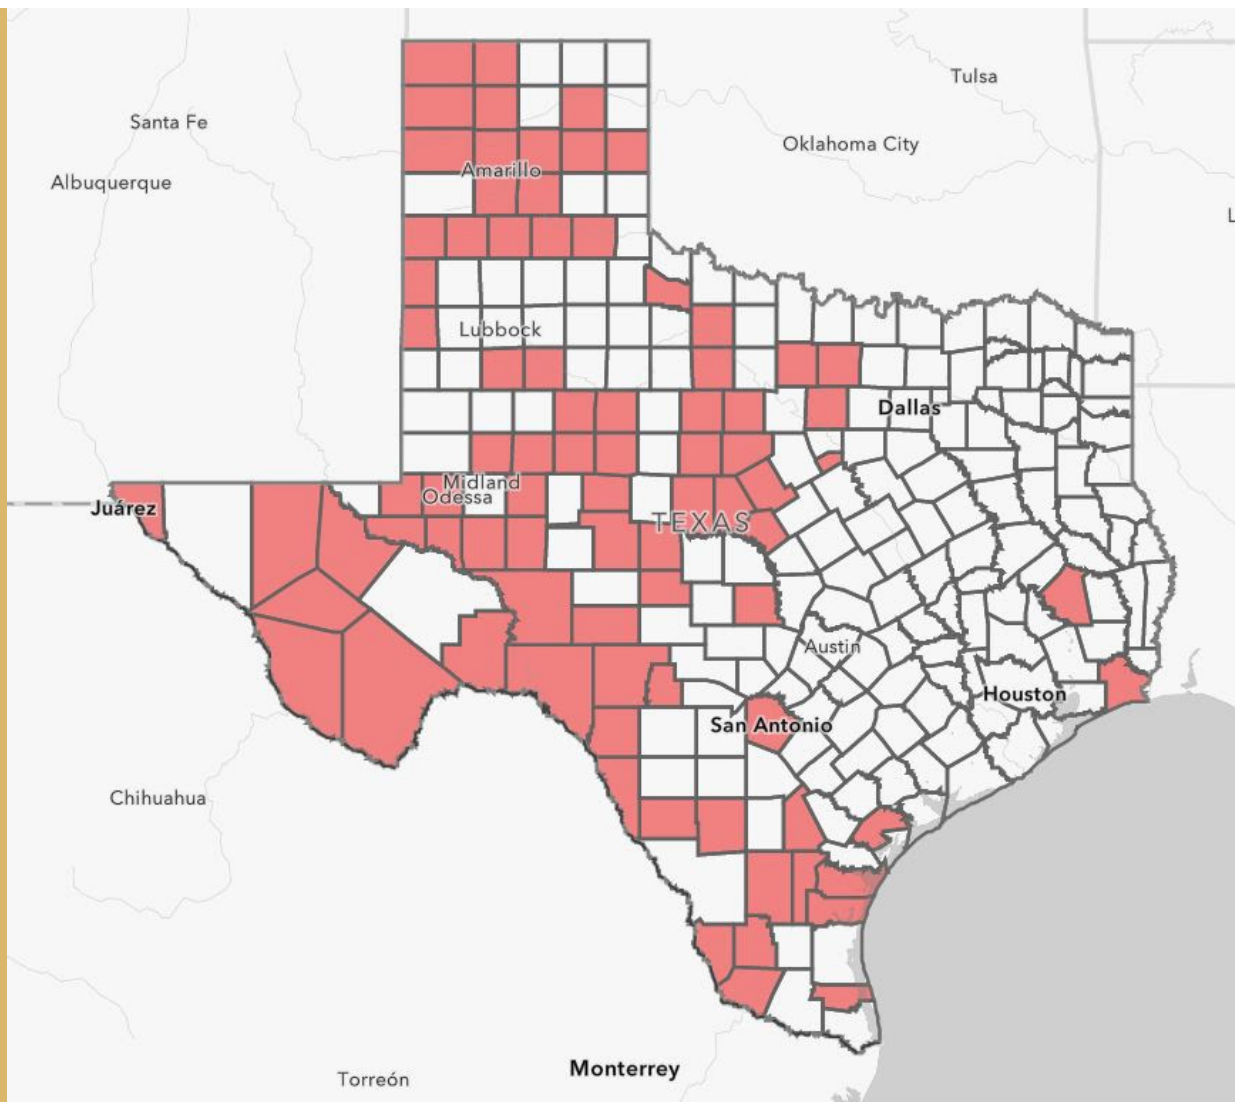 Tulsa
Santa Fe
Oklahoma City
Amarillo
Albuquerque
L
Lubbock
Dallas
Midland
Odessa
Juárez
TEXAS
Austin
Houston
San Antonio
Chihuahua
Monterrey
Torreón